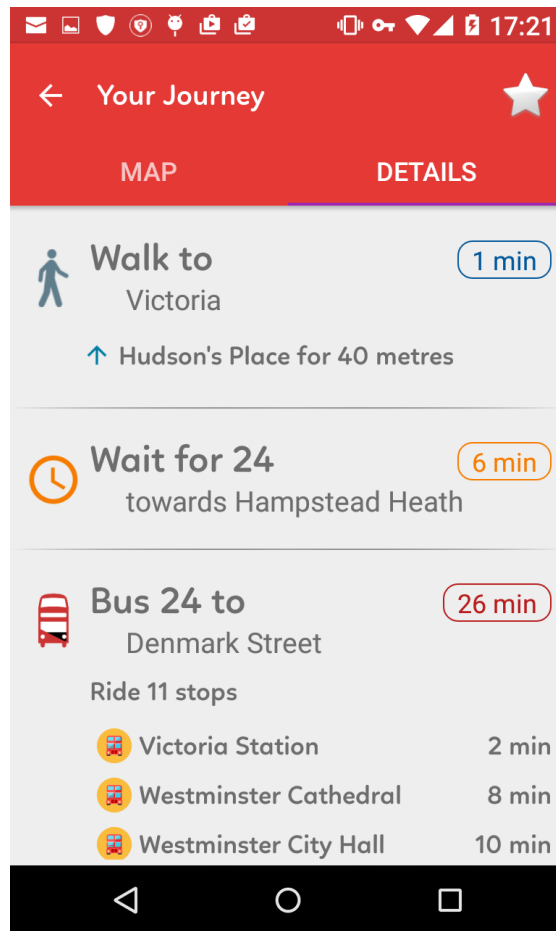 17:21
Your Journey
MAP DETAILS
Walk to 1 min
Victoria
Hudson's Place for 40 metres
Wait for 24 6 min
towards Hampstead Heath
Bus 24 to 26 min
Denmark Street
Ride 11 stops
Victoria Station 2 min
Westminster Cathedral 8 min
Westminster City Hall 10 min